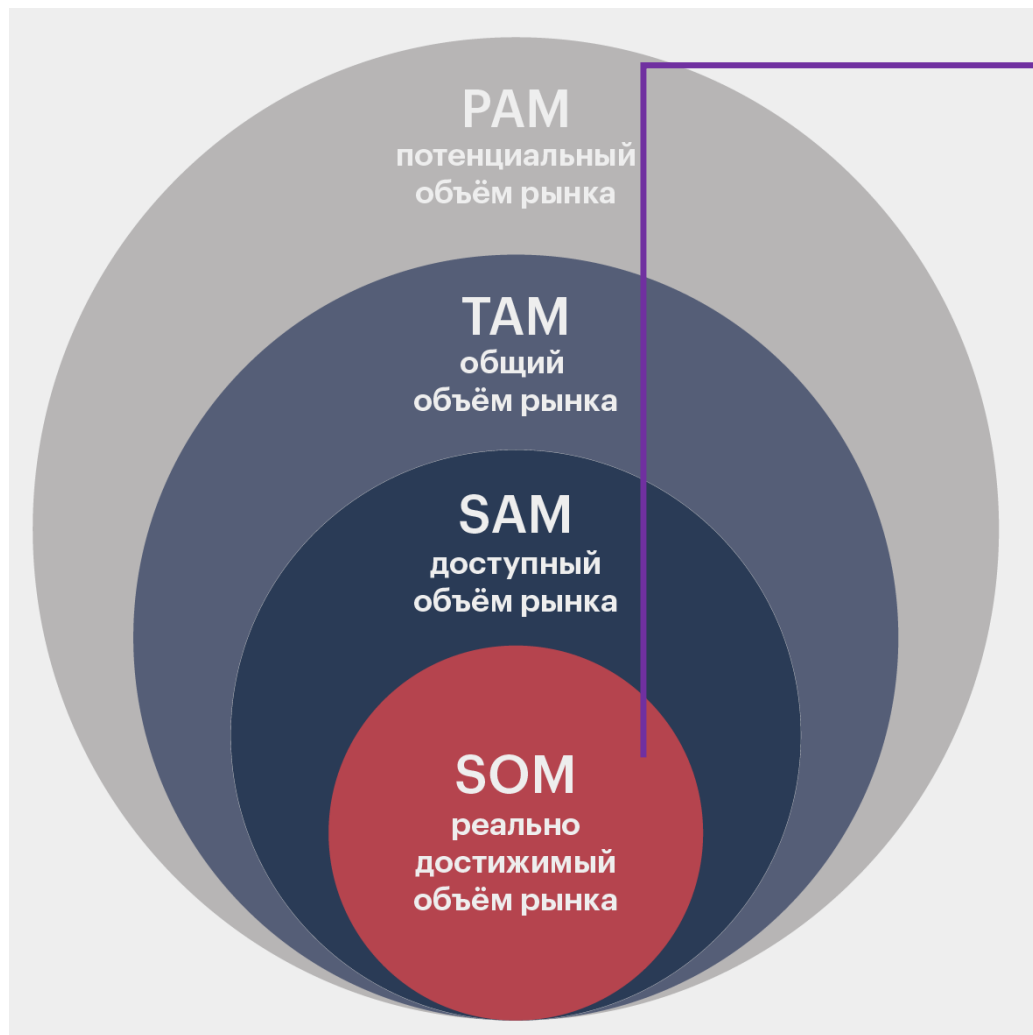 PAM
потенциальный
объём рынка
TAM
общий
объём рынка
SAM
доступный
объём рынка
SOM
реально
достижимый
объём рынка